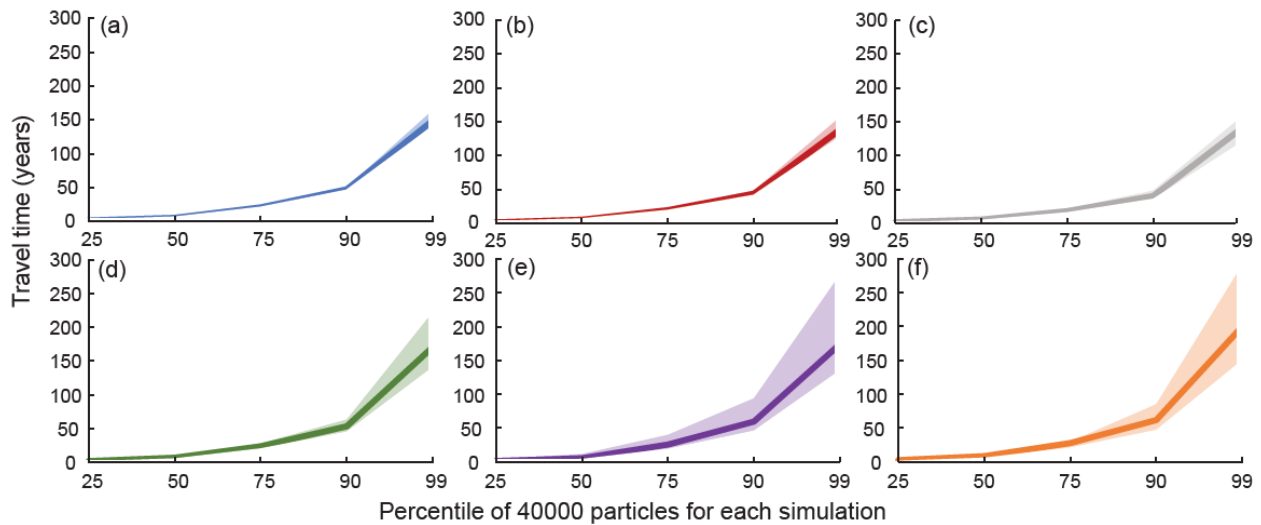 Travel time (years)
(a) (b) (c)
300 300 300
250 250 250
200 200 200
150 150 150
100 100 100
50 50 50
0 0 0
25 50 75 90 99 25 50 75 90 99 25 50 75 90 99
(d) (e) (f)
300 300 300
250 250 250
200 200 200
150 150 150
100 100 100
50 50 50
0 0 0
25 50 75 90 99 25 50 75 90 99 25 50 75 90 99
Percentile of 40000 particles for each simulation